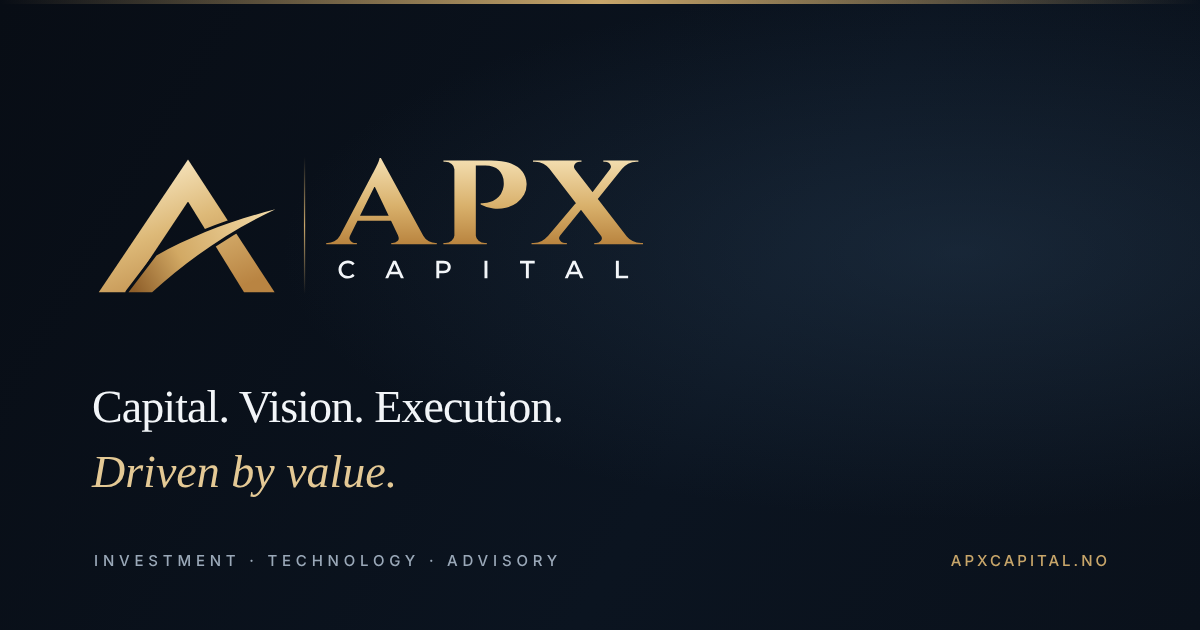 APX
CAPITAL
Capital. Vision. Execution.
Driven by value.
INVESTMENT · TECHNOLOGY · ADVISORY
APXCAPITAL.NO